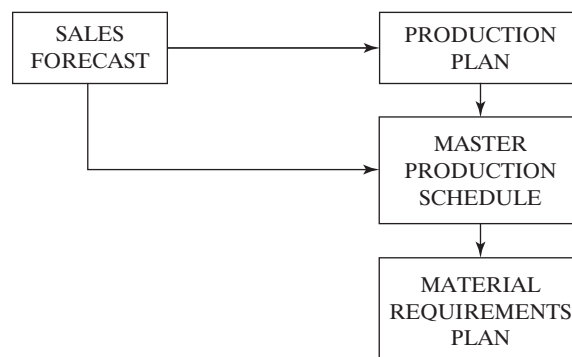 SALES
FORECAST
PRODUCTION
PLAN
MASTER
PRODUCTION
SCHEDULE
MATERIAL
REQUIREMENTS
PLAN